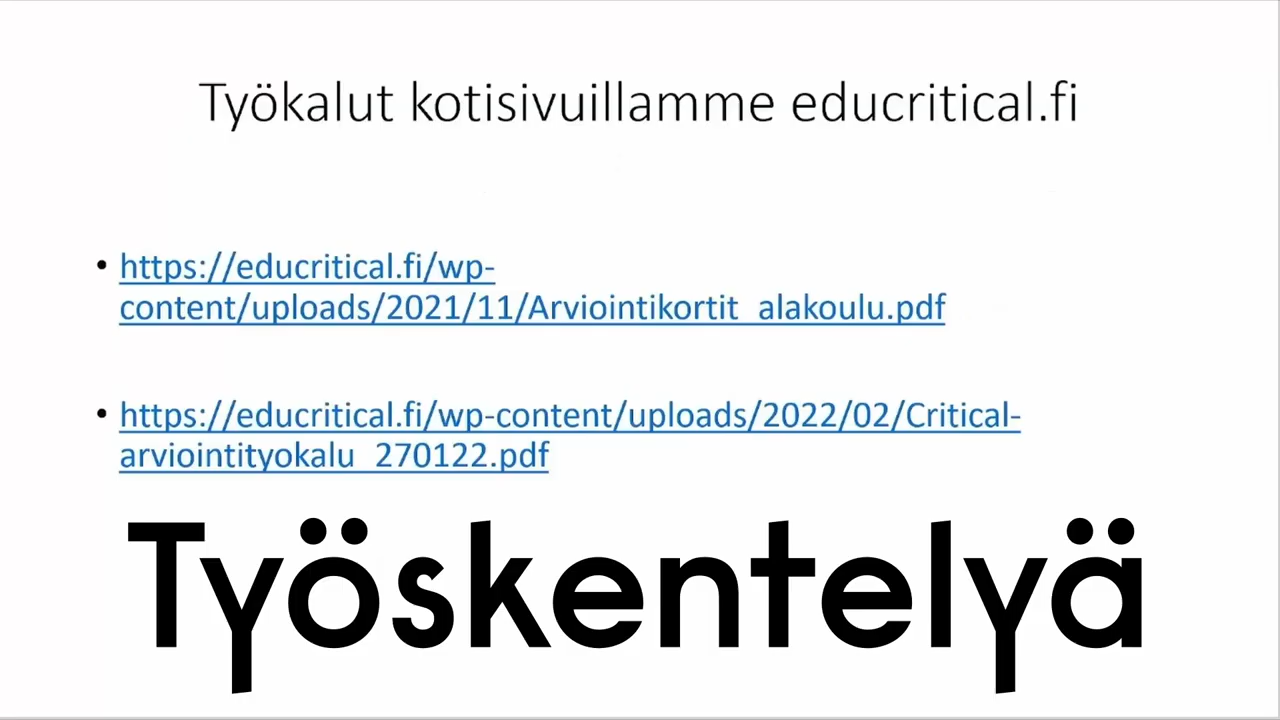 Työkalut kotisivuillamme educritical.fi
• https://educritical.fi/wp-
content/uploads/2021/11/Arviointikortit_alakoulu.pdf
• https://educritical.fi/wp-content/uploads/2022/02/Critical-
arviointityokalu_270122.pdf
Työskentelyä